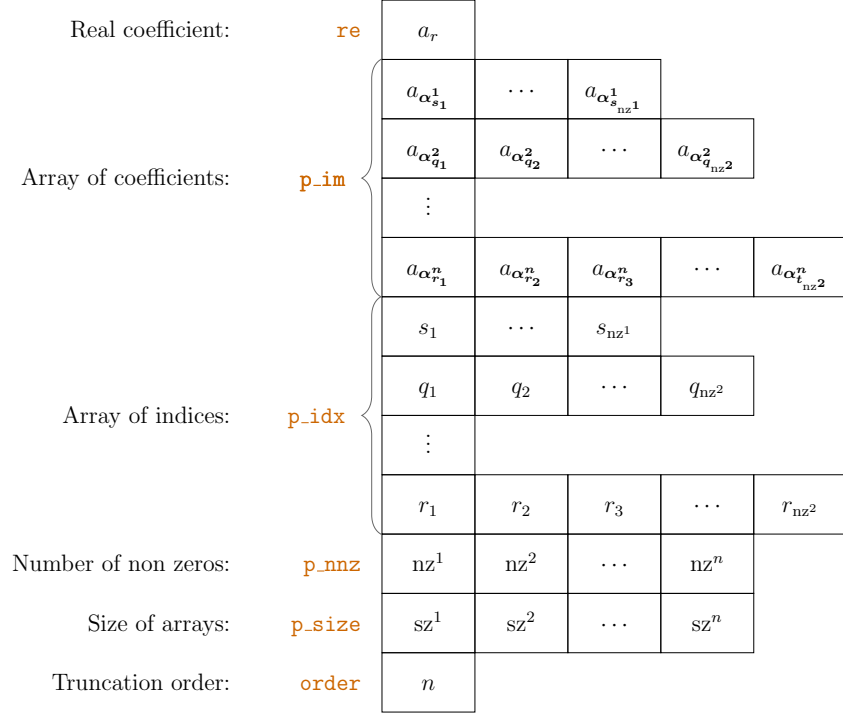 Real coefficient: re a_r
a_{α^1_{s_1}} ⋯ a_{α^1_{s_{nz^1}}}
a_{α^2_{q_1}} a_{α^2_{q_2}} ⋯ a_{α^2_{q_{nz^2}}}
Array of coefficients: p_im ⋮
a_{α^n_{r_1}} a_{α^n_{r_2}} a_{α^n_{r_3}} ⋯ a_{α^n_{t_{nz^2}}}
s_1 ⋯ s_{nz^1}
q_1 q_2 ⋯ q_{nz^2}
Array of indices: p_idx ⋮
r_1 r_2 r_3 ⋯ r_{nz^2}
Number of non zeros: p_nnz nz^1 nz^2 ⋯ nz^n
Size of arrays: p_size sz^1 sz^2 ⋯ sz^n
Truncation order: order n